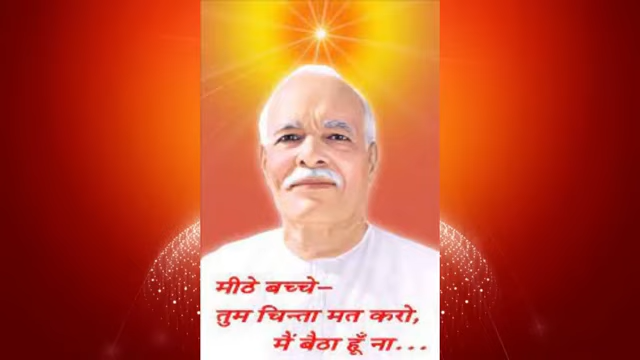 मीठे बच्चे–
तुम चिन्ता मत करो,
मैं बैठा हूँ ना...